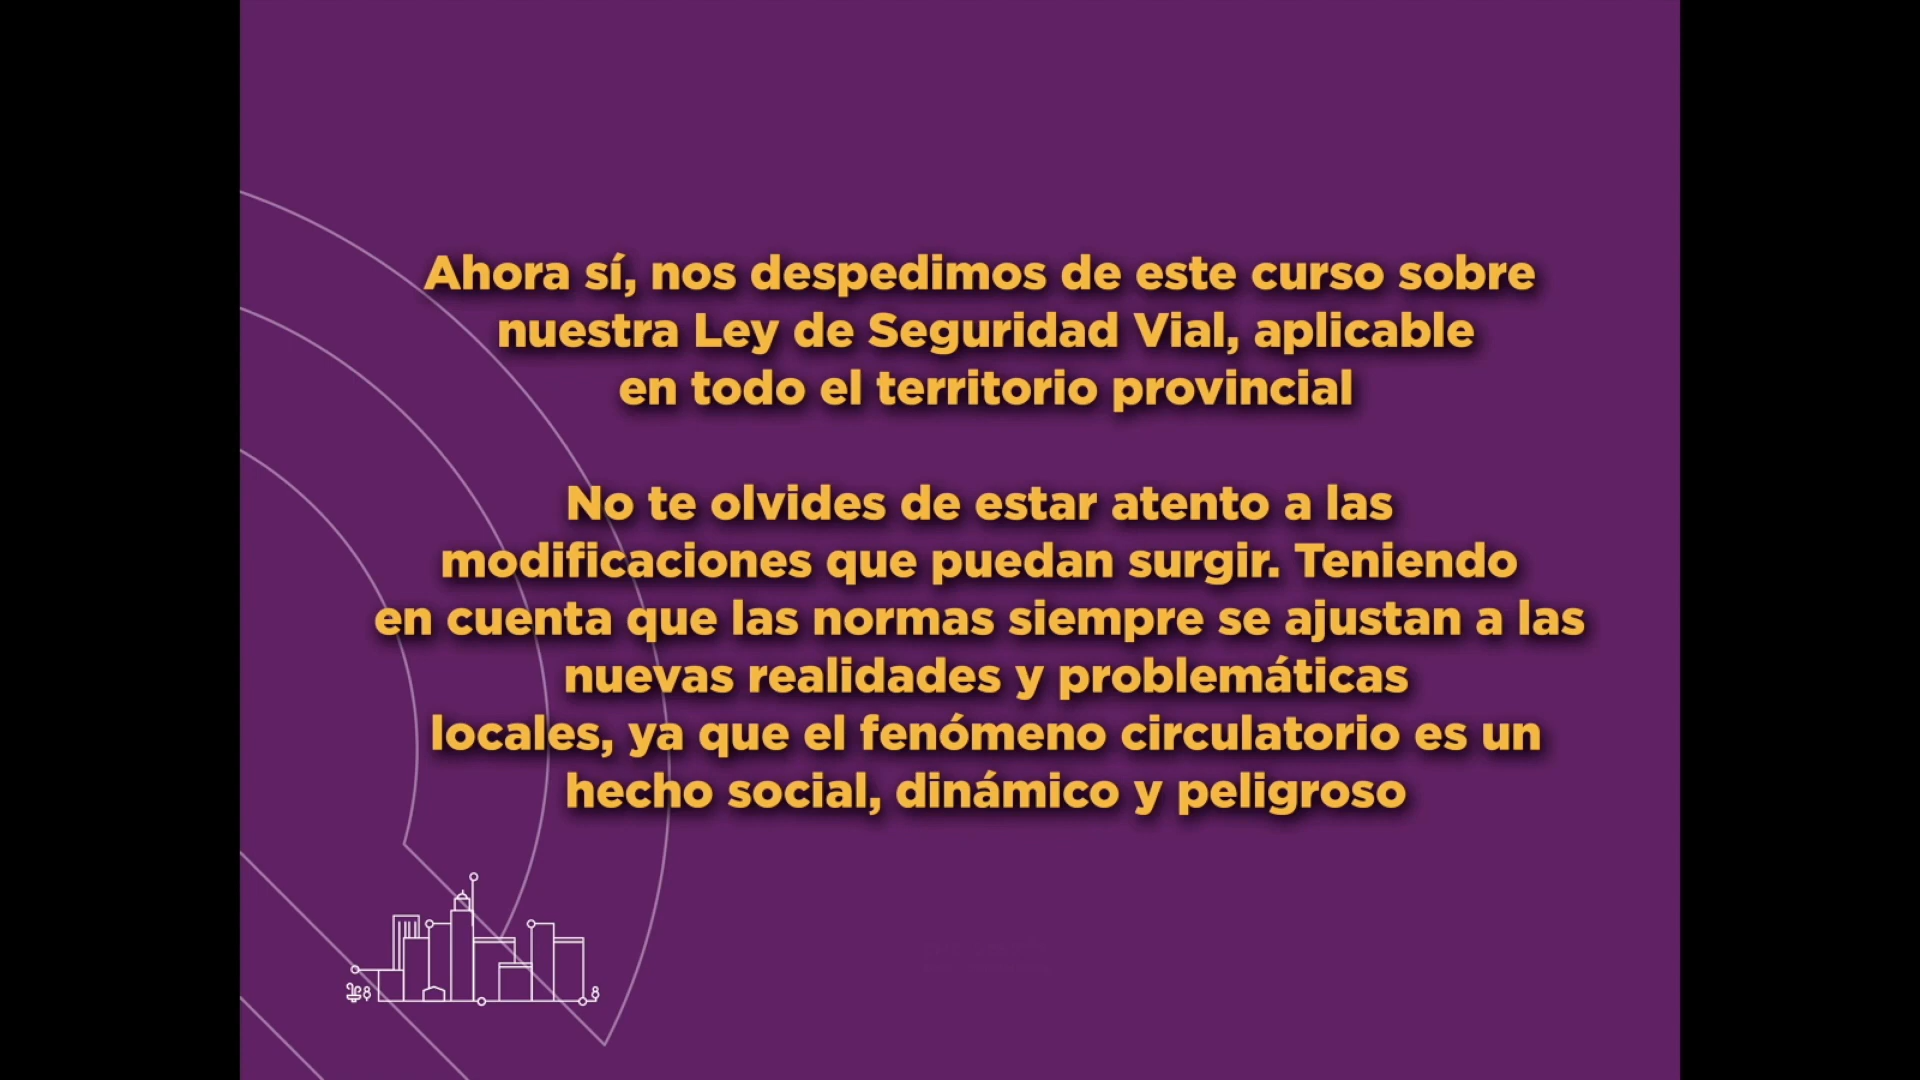 Ahora sí, nos despedimos de este curso sobre
nuestra Ley de Seguridad Vial, aplicable
en todo el territorio provincial
No te olvides de estar atento a las
modificaciones que puedan surgir. Teniendo
en cuenta que las normas siempre se ajustan a las
nuevas realidades y problemáticas
locales, ya que el fenómeno circulatorio es un
hecho social, dinámico y peligroso